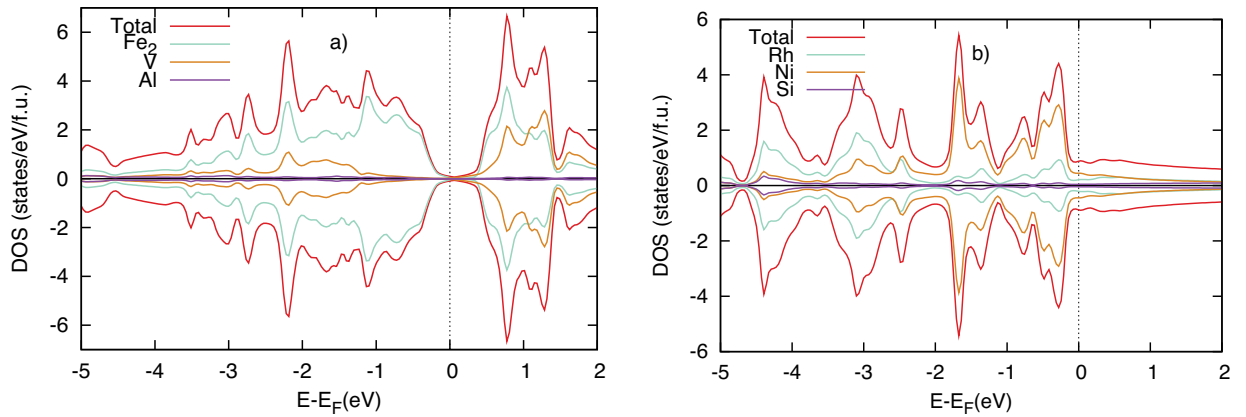 Total
Fe2
V
Al
a)
DOS (states/eV/f.u.)
6
4
2
0
-2
-4
-6
-5 -4 -3 -2 -1 0 1 2
E-EF(eV)
Total
Rh
Ni
Si
b)
DOS (states/eV/f.u.)
6
4
2
0
-2
-4
-6
-5 -4 -3 -2 -1 0 1 2
E-EF(eV)